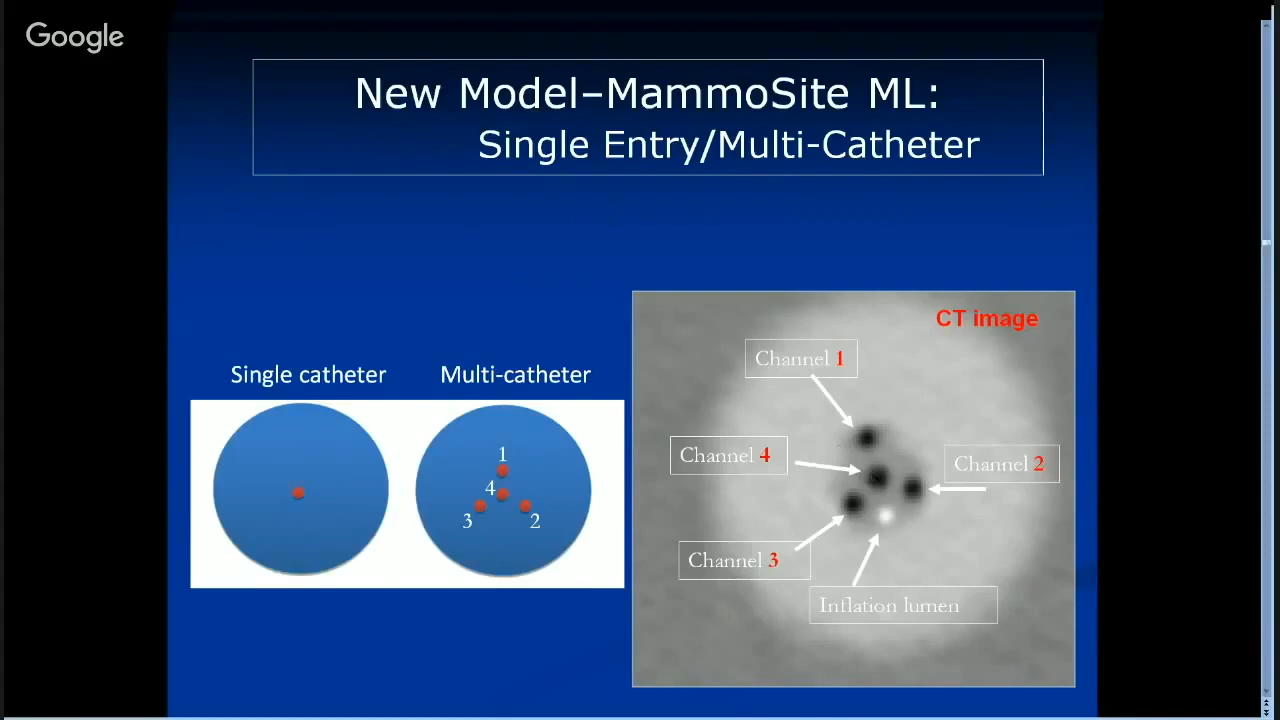 Google
New Model–MammoSite ML:
Single Entry/Multi-Catheter
Single catheter
Multi-catheter
1
4
3
2
CT image
Channel 1
Channel 4
Channel 2
Channel 3
Inflation lumen